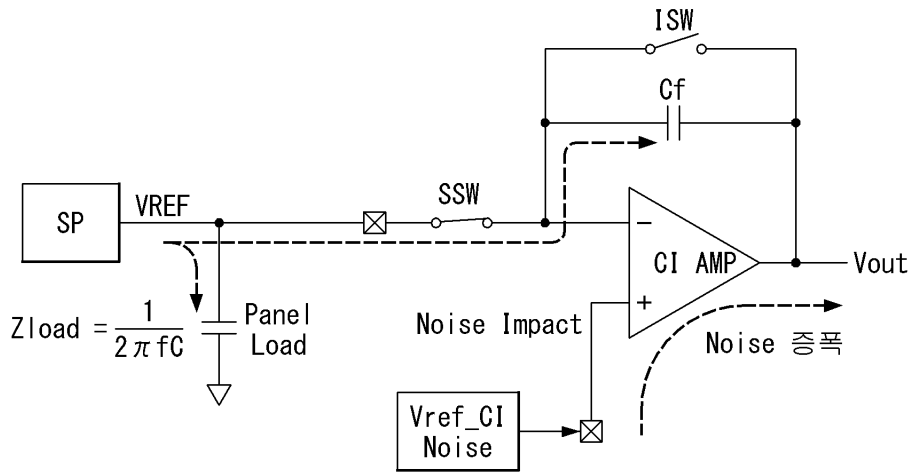 ISW
Cf
SP
VREF
SSW
−
CI AMP
+
Vout
Zload = 1/2πfC
Panel
Load
Noise Impact
Noise 증폭
Vref_CI
Noise